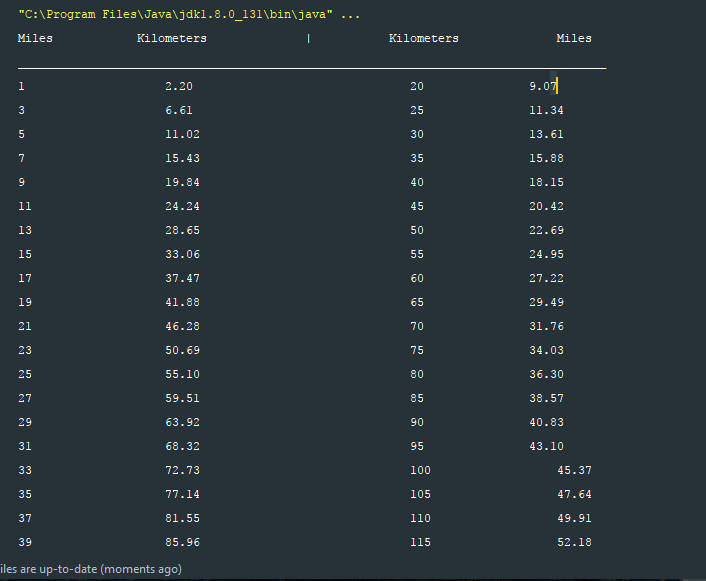 "C:\Program Files\Java\jdk1.8.0_131\bin\java" ...
Miles Kilometers | Kilometers Miles
1 2.20 20 9.07
3 6.61 25 11.34
5 11.02 30 13.61
7 15.43 35 15.88
9 19.84 40 18.15
11 24.24 45 20.42
13 28.65 50 22.69
15 33.06 55 24.95
17 37.47 60 27.22
19 41.88 65 29.49
21 46.28 70 31.76
23 50.69 75 34.03
25 55.10 80 36.30
27 59.51 85 38.57
29 63.92 90 40.83
31 68.32 95 43.10
33 72.73 100 45.37
35 77.14 105 47.64
37 81.55 110 49.91
39 85.96 115 52.18
iles are up-to-date (moments ago)